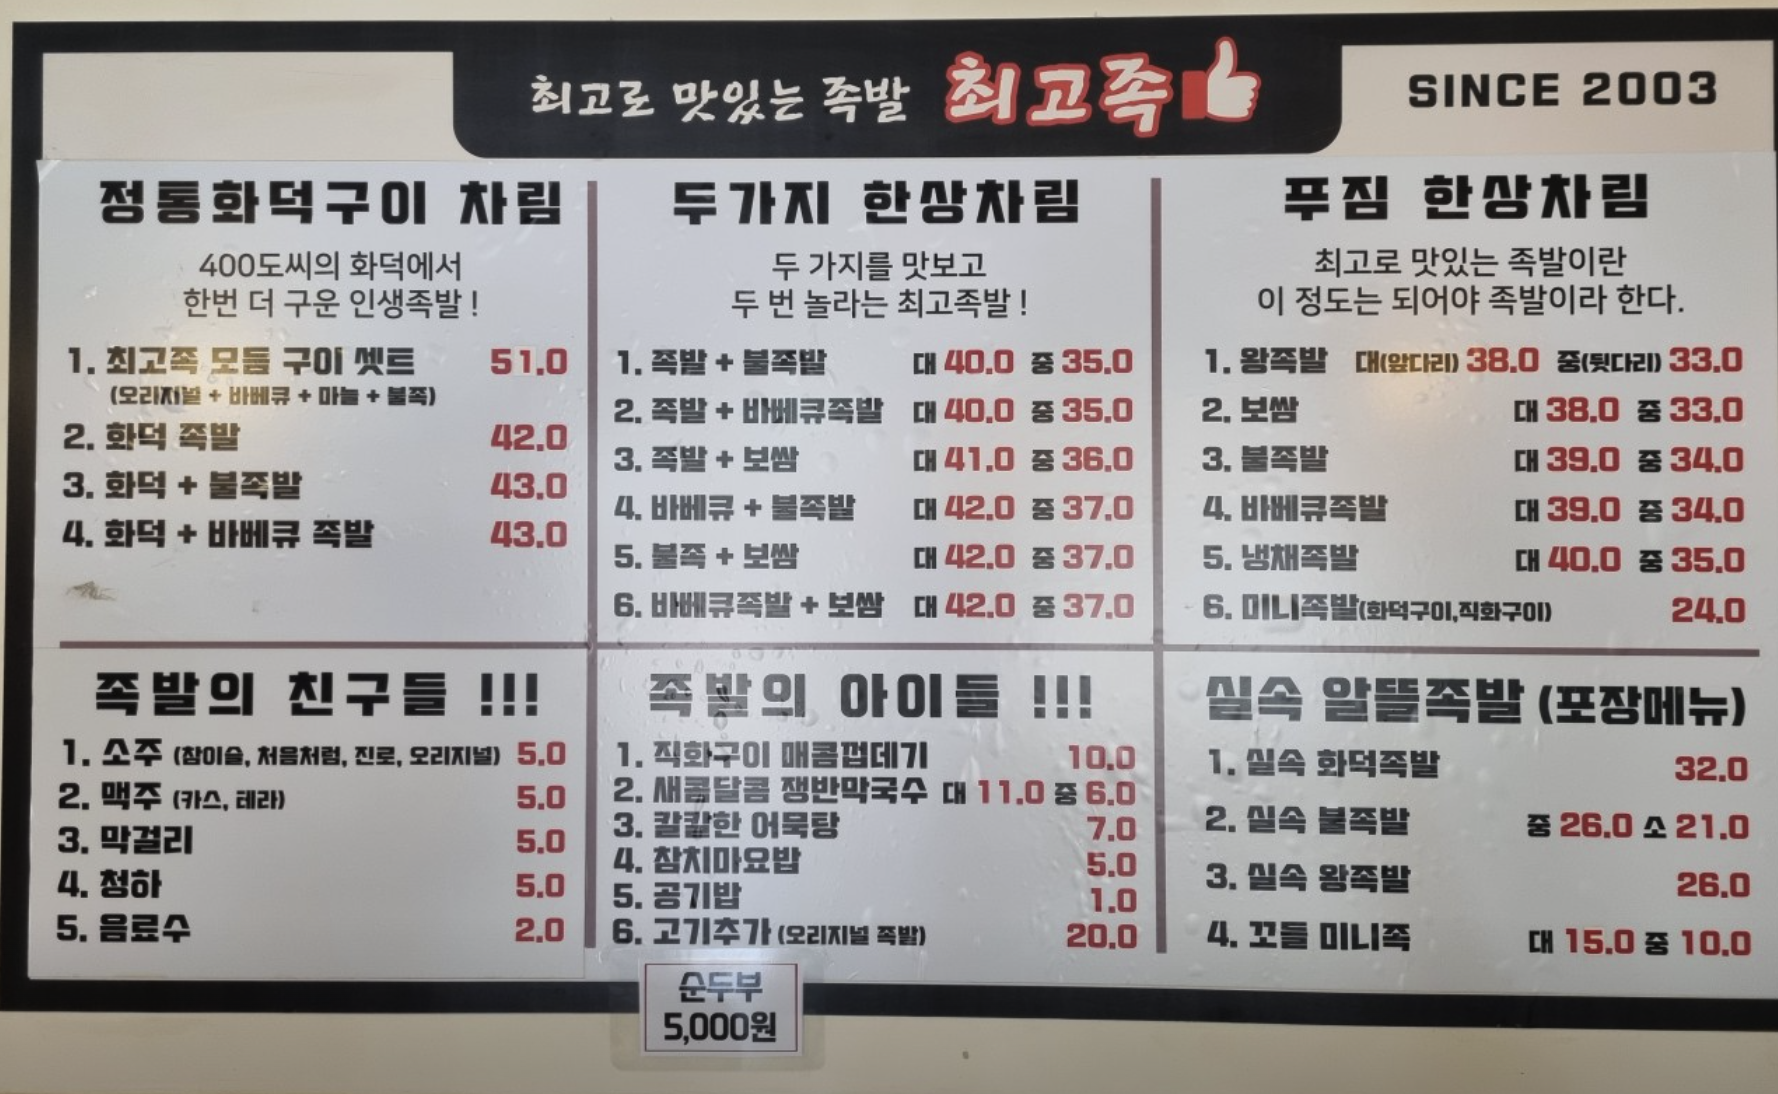 최고로 맛있는 족발 최고족
SINCE 2003
정통화덕구이 차림
400도씨의 화덕에서
한번 더 구운 인생족발 !
1. 최고족 모듬 구이 셋트 51.0
(오리지널 + 바베큐 + 마늘 + 불족)
2. 화덕 족발 42.0
3. 화덕 + 불족발 43.0
4. 화덕 + 바베큐 족발 43.0
두가지 한상차림
두 가지를 맛보고
두 번 놀라는 최고족발 !
1. 족발 + 불족발 대 40.0 중 35.0
2. 족발 + 바베큐족발 대 40.0 중 35.0
3. 족발 + 보쌈 대 41.0 중 36.0
4. 바베큐 + 불족발 대 42.0 중 37.0
5. 불족 + 보쌈 대 42.0 중 37.0
6. 바베큐족발 + 보쌈 대 42.0 중 37.0
푸짐 한상차림
최고로 맛있는 족발이란
이 정도는 되어야 족발이라 한다.
1. 왕족발 대(앞다리) 38.0 중(뒷다리) 33.0
2. 보쌈 대 38.0 중 33.0
3. 불족발 대 39.0 중 34.0
4. 바베큐족발 대 39.0 중 34.0
5. 냉채족발 대 40.0 중 35.0
6. 미니족발(화덕구이,직화구이) 24.0
족발의 친구들 !!!
1. 소주 (참이슬, 처음처럼, 진로, 오리지널) 5.0
2. 맥주 (카스, 테라) 5.0
3. 막걸리 5.0
4. 청하 5.0
5. 음료수 2.0
족발의 아이들 !!!
1. 직화구이 매콤껍데기 10.0
2. 새콤달콤 쟁반막국수 대 11.0 중 6.0
3. 칼칼한 어묵탕 7.0
4. 참치마요밥 5.0
5. 공기밥 1.0
6. 고기추가 (오리지널 족발) 20.0
순두부
5,000원
실속 알뜰족발 (포장메뉴)
1. 실속 화덕족발 32.0
2. 실속 불족발 중 26.0 소 21.0
3. 실속 왕족발 26.0
4. 꼬들 미니족 대 15.0 중 10.0